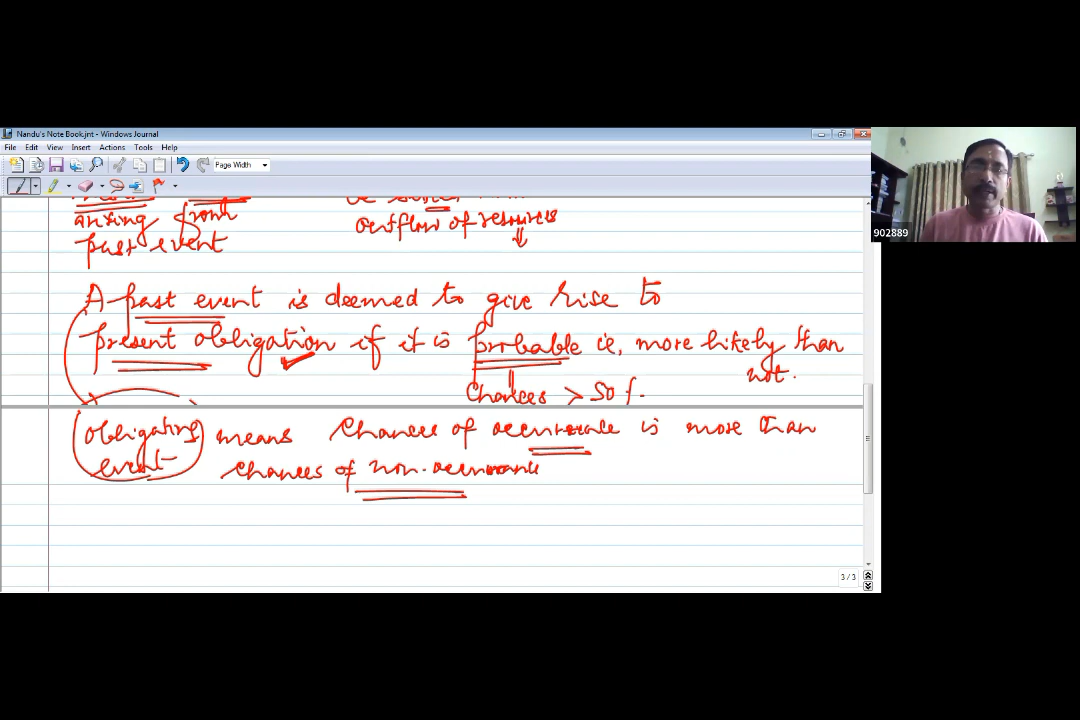 Nandu's Note Book.jnt - Windows Journal
File Edit View Insert Actions Tools Help
Page Width
902889
arising from
past event
outflow of resources
A past event is deemed to give rise to
present obligation if it is probable ie, more likely than
not.
Chances > 50%.
Obligating means Chances of occurrence is more than
event chances of non-occurrence
3 / 3